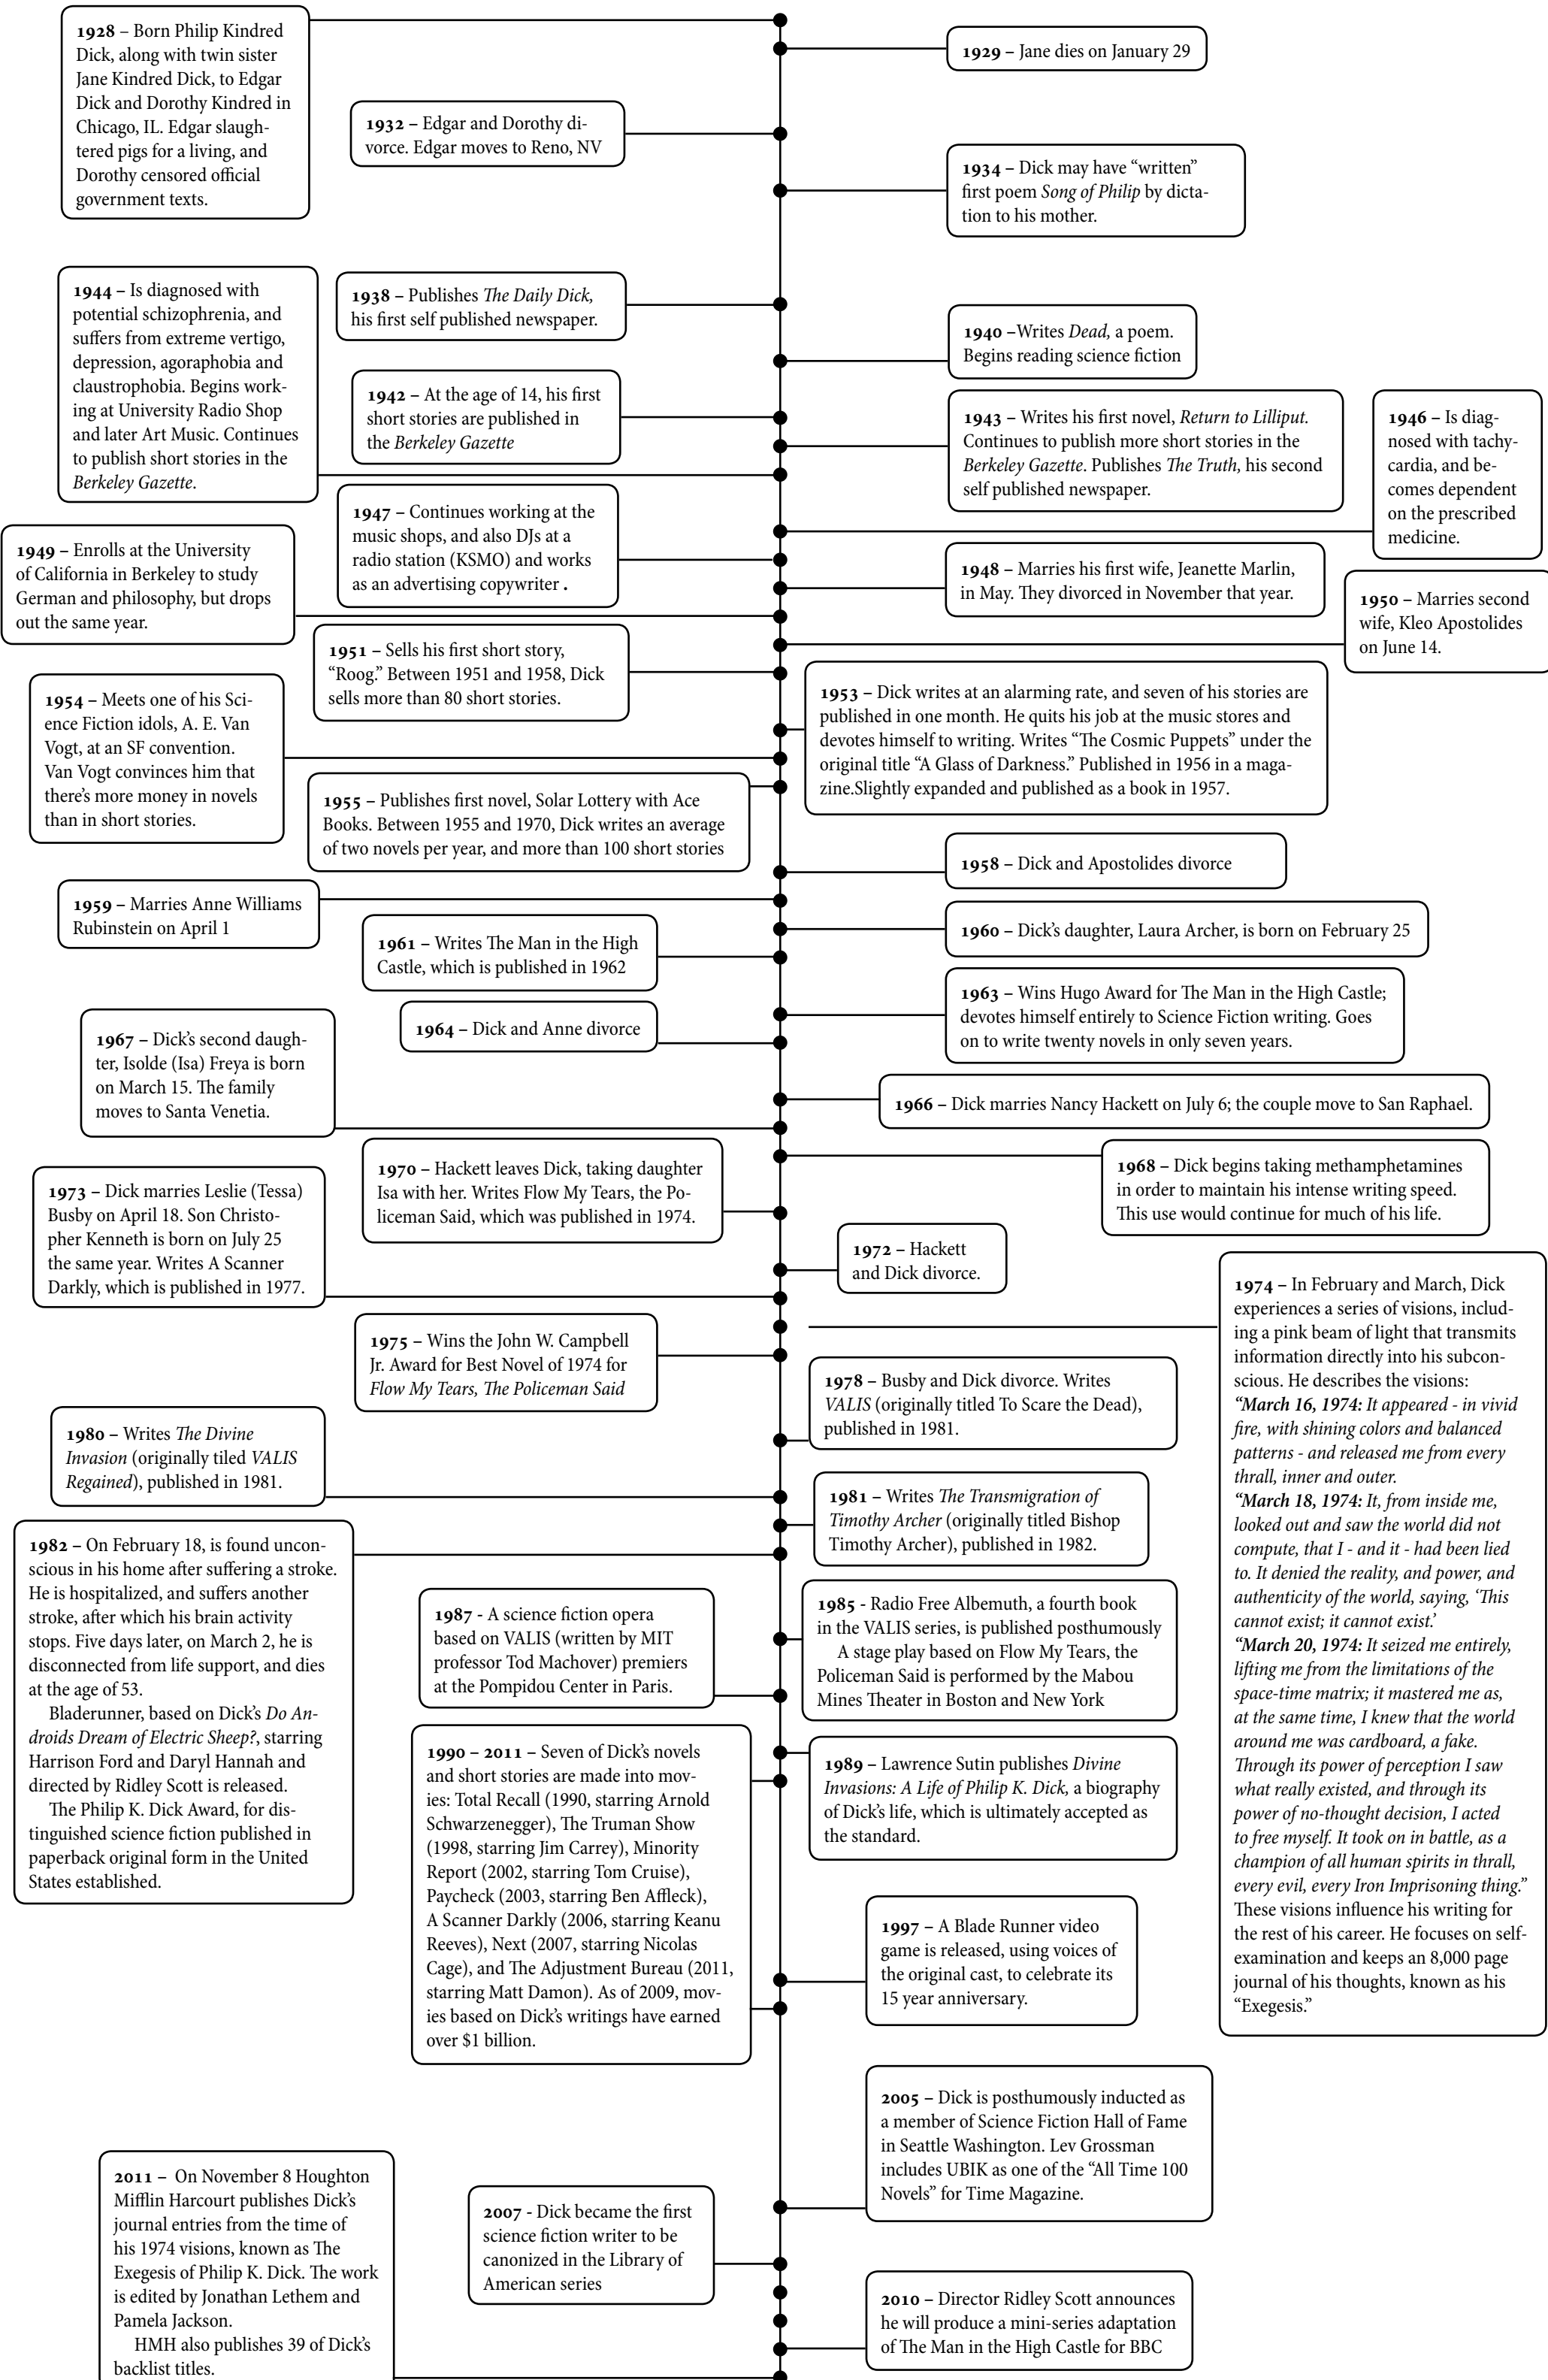 1928 – Born Philip Kindred
Dick, along with twin sister
Jane Kindred Dick, to Edgar
Dick and Dorothy Kindred in
Chicago, IL. Edgar slaugh-
tered pigs for a living, and
Dorothy censored official
government texts.
1929 – Jane dies on January 29
1932 – Edgar and Dorothy di-
vorce. Edgar moves to Reno, NV
1934 – Dick may have “written”
first poem Song of Philip by dicta-
tion to his mother.
1938 – Publishes The Daily Dick,
his first self published newspaper.
1940 –Writes Dead, a poem.
Begins reading science fiction
1942 – At the age of 14, his first
short stories are published in
the Berkeley Gazette
1943 – Writes his first novel, Return to Lilliput.
Continues to publish more short stories in the
Berkeley Gazette. Publishes The Truth, his second
self published newspaper.
1944 – Is diagnosed with
potential schizophrenia, and
suffers from extreme vertigo,
depression, agoraphobia and
claustrophobia. Begins work-
ing at University Radio Shop
and later Art Music. Continues
to publish short stories in the
Berkeley Gazette.
1946 – Is diag-
nosed with tachy-
cardia, and be-
comes dependent
on the prescribed
medicine.
1947 – Continues working at the
music shops, and also DJs at a
radio station (KSMO) and works
as an advertising copywriter .
1948 – Marries his first wife, Jeanette Marlin,
in May. They divorced in November that year.
1949 – Enrolls at the University
of California in Berkeley to study
German and philosophy, but drops
out the same year.
1950 – Marries second
wife, Kleo Apostolides
on June 14.
1951 – Sells his first short story,
“Roog.” Between 1951 and 1958, Dick
sells more than 80 short stories.
1953 – Dick writes at an alarming rate, and seven of his stories are
published in one month. He quits his job at the music stores and
devotes himself to writing. Writes “The Cosmic Puppets” under the
original title “A Glass of Darkness.” Published in 1956 in a maga-
zine.Slightly expanded and published as a book in 1957.
1954 – Meets one of his Sci-
ence Fiction idols, A. E. Van
Vogt, at an SF convention.
Van Vogt convinces him that
there’s more money in novels
than in short stories.
1955 – Publishes first novel, Solar Lottery with Ace
Books. Between 1955 and 1970, Dick writes an average
of two novels per year, and more than 100 short stories
1958 – Dick and Apostolides divorce
1959 – Marries Anne Williams
Rubinstein on April 1
1960 – Dick’s daughter, Laura Archer, is born on February 25
1961 – Writes The Man in the High
Castle, which is published in 1962
1963 – Wins Hugo Award for The Man in the High Castle;
devotes himself entirely to Science Fiction writing. Goes
on to write twenty novels in only seven years.
1964 – Dick and Anne divorce
1966 – Dick marries Nancy Hackett on July 6; the couple move to San Raphael.
1967 – Dick’s second daugh-
ter, Isolde (Isa) Freya is born
on March 15. The family
moves to Santa Venetia.
1968 – Dick begins taking methamphetamines
in order to maintain his intense writing speed.
This use would continue for much of his life.
1970 – Hackett leaves Dick, taking daughter
Isa with her. Writes Flow My Tears, the Po-
liceman Said, which was published in 1974.
1972 – Hackett
and Dick divorce.
1973 – Dick marries Leslie (Tessa)
Busby on April 18. Son Christo-
pher Kenneth is born on July 25
the same year. Writes A Scanner
Darkly, which is published in 1977.
1974 – In February and March, Dick
experiences a series of visions, includ-
ing a pink beam of light that transmits
information directly into his subcon-
scious. He describes the visions:
“March 16, 1974: It appeared - in vivid
fire, with shining colors and balanced
patterns - and released me from every
thrall, inner and outer.
“March 18, 1974: It, from inside me,
looked out and saw the world did not
compute, that I - and it - had been lied
to. It denied the reality, and power, and
authenticity of the world, saying, ‘This
cannot exist; it cannot exist.’
“March 20, 1974: It seized me entirely,
lifting me from the limitations of the
space-time matrix; it mastered me as,
at the same time, I knew that the world
around me was cardboard, a fake.
Through its power of perception I saw
what really existed, and through its
power of no-thought decision, I acted
to free myself. It took on in battle, as a
champion of all human spirits in thrall,
every evil, every Iron Imprisoning thing.”
These visions influence his writing for
the rest of his career. He focuses on self-
examination and keeps an 8,000 page
journal of his thoughts, known as his
“Exegesis.”
1975 – Wins the John W. Campbell
Jr. Award for Best Novel of 1974 for
Flow My Tears, The Policeman Said
1978 – Busby and Dick divorce. Writes
VALIS (originally titled To Scare the Dead),
published in 1981.
1980 – Writes The Divine
Invasion (originally tiled VALIS
Regained), published in 1981.
1981 – Writes The Transmigration of
Timothy Archer (originally titled Bishop
Timothy Archer), published in 1982.
1982 – On February 18, is found uncon-
scious in his home after suffering a stroke.
He is hospitalized, and suffers another
stroke, after which his brain activity
stops. Five days later, on March 2, he is
disconnected from life support, and dies
at the age of 53.
Bladerunner, based on Dick’s Do An-
droids Dream of Electric Sheep?, starring
Harrison Ford and Daryl Hannah and
directed by Ridley Scott is released.
The Philip K. Dick Award, for dis-
tinguished science fiction published in
paperback original form in the United
States established.
1985 - Radio Free Albemuth, a fourth book
in the VALIS series, is published posthumously
A stage play based on Flow My Tears, the
Policeman Said is performed by the Mabou
Mines Theater in Boston and New York
1987 - A science fiction opera
based on VALIS (written by MIT
professor Tod Machover) premiers
at the Pompidou Center in Paris.
1989 – Lawrence Sutin publishes Divine
Invasions: A Life of Philip K. Dick, a biography
of Dick’s life, which is ultimately accepted as
the standard.
1990 – 2011 – Seven of Dick’s novels
and short stories are made into mov-
ies: Total Recall (1990, starring Arnold
Schwarzenegger), The Truman Show
(1998, starring Jim Carrey), Minority
Report (2002, starring Tom Cruise),
Paycheck (2003, starring Ben Affleck),
A Scanner Darkly (2006, starring Keanu
Reeves), Next (2007, starring Nicolas
Cage), and The Adjustment Bureau (2011,
starring Matt Damon). As of 2009, mov-
ies based on Dick’s writings have earned
over $1 billion.
1997 – A Blade Runner video
game is released, using voices of
the original cast, to celebrate its
15 year anniversary.
2005 – Dick is posthumously inducted as
a member of Science Fiction Hall of Fame
in Seattle Washington. Lev Grossman
includes UBIK as one of the “All Time 100
Novels” for Time Magazine.
2007 - Dick became the first
science fiction writer to be
canonized in the Library of
American series
2010 – Director Ridley Scott announces
he will produce a mini-series adaptation
of The Man in the High Castle for BBC
2011 – On November 8 Houghton
Mifflin Harcourt publishes Dick’s
journal entries from the time of
his 1974 visions, known as The
Exegesis of Philip K. Dick. The work
is edited by Jonathan Lethem and
Pamela Jackson.
HMH also publishes 39 of Dick’s
backlist titles.